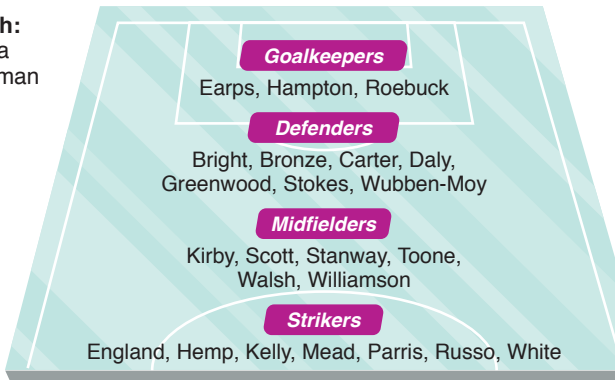 h:
a
man
Goalkeepers
Earps, Hampton, Roebuck
Defenders
Bright, Bronze, Carter, Daly,
Greenwood, Stokes, Wubben-Moy
Midfielders
Kirby, Scott, Stanway, Toone,
Walsh, Williamson
Strikers
England, Hemp, Kelly, Mead, Parris, Russo, White